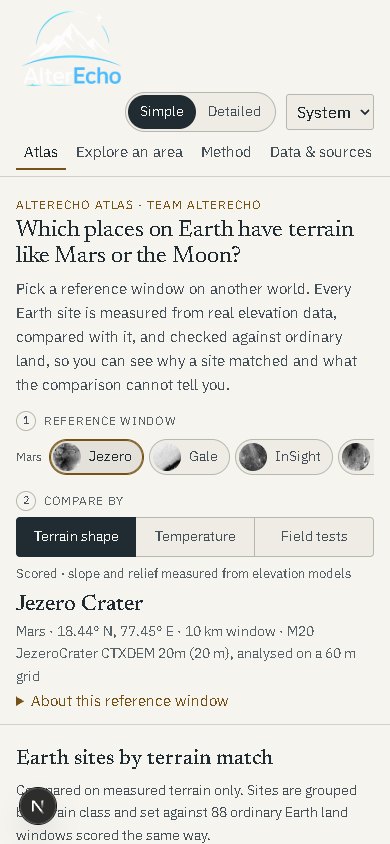 AlterEcho
Simple
Detailed
System
Atlas
Explore an area
Method
Data & sources
ALTERECHO ATLAS · TEAM ALTERECHO
Which places on Earth have terrain
like Mars or the Moon?
Pick a reference window on another world. Every
Earth site is measured from real elevation data,
compared with it, and checked against ordinary
land, so you can see why a site matched and what
the comparison cannot tell you.
1 REFERENCE WINDOW
Mars
Jezero
Gale
InSight
2 COMPARE BY
Terrain shape
Temperature
Field tests
Scored · slope and relief measured from elevation models
Jezero Crater
Mars · 18.44° N, 77.45° E · 10 km window · M20
JezeroCrater CTXDEM 20m (20 m), analysed on a 60 m
grid
About this reference window
Earth sites by terrain match
on measured terrain only. Sites are grouped
class and set against 88 ordinary Earth land
windows scored the same way.
N